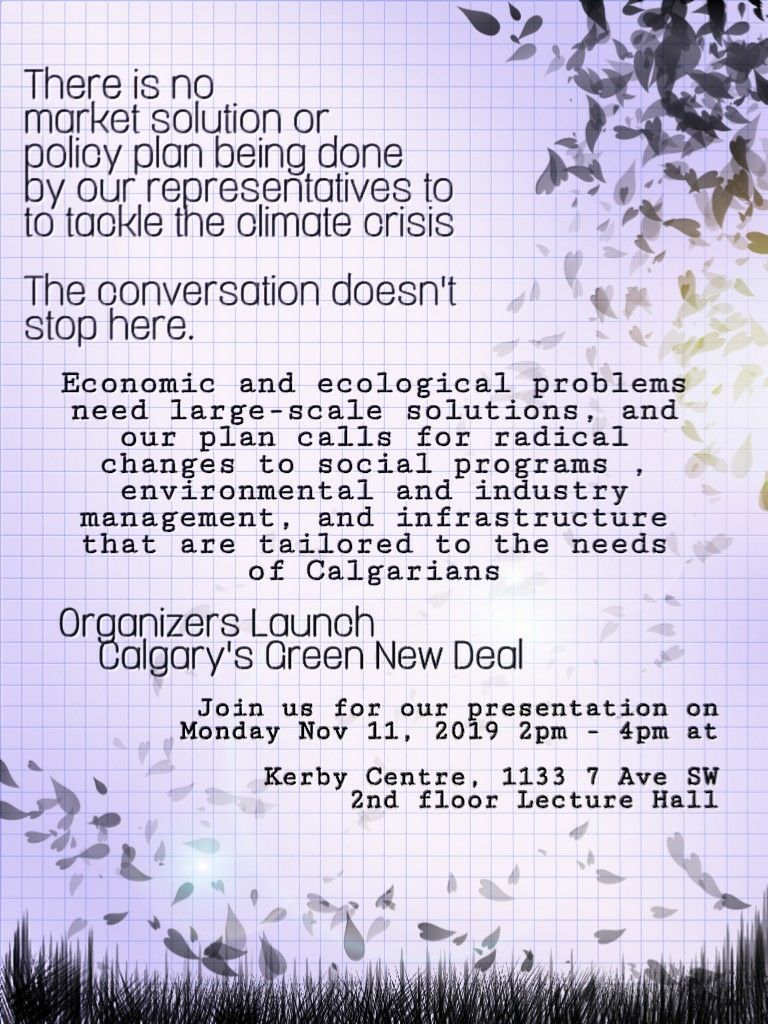 There is no
market solution or
policy plan being done
by our representatives to
to tackle the climate crisis
The conversation doesn't
stop here.
Economic and ecological problems
need large-scale solutions, and
our plan calls for radical
changes to social programs ,
environmental and industry
management, and infrastructure
that are tailored to the needs
of Calgarians
Organizers Launch
Calgary's Green New Deal
Join us for our presentation on
Monday Nov 11, 2019 2pm - 4pm at
Kerby Centre, 1133 7 Ave SW
2nd floor Lecture Hall